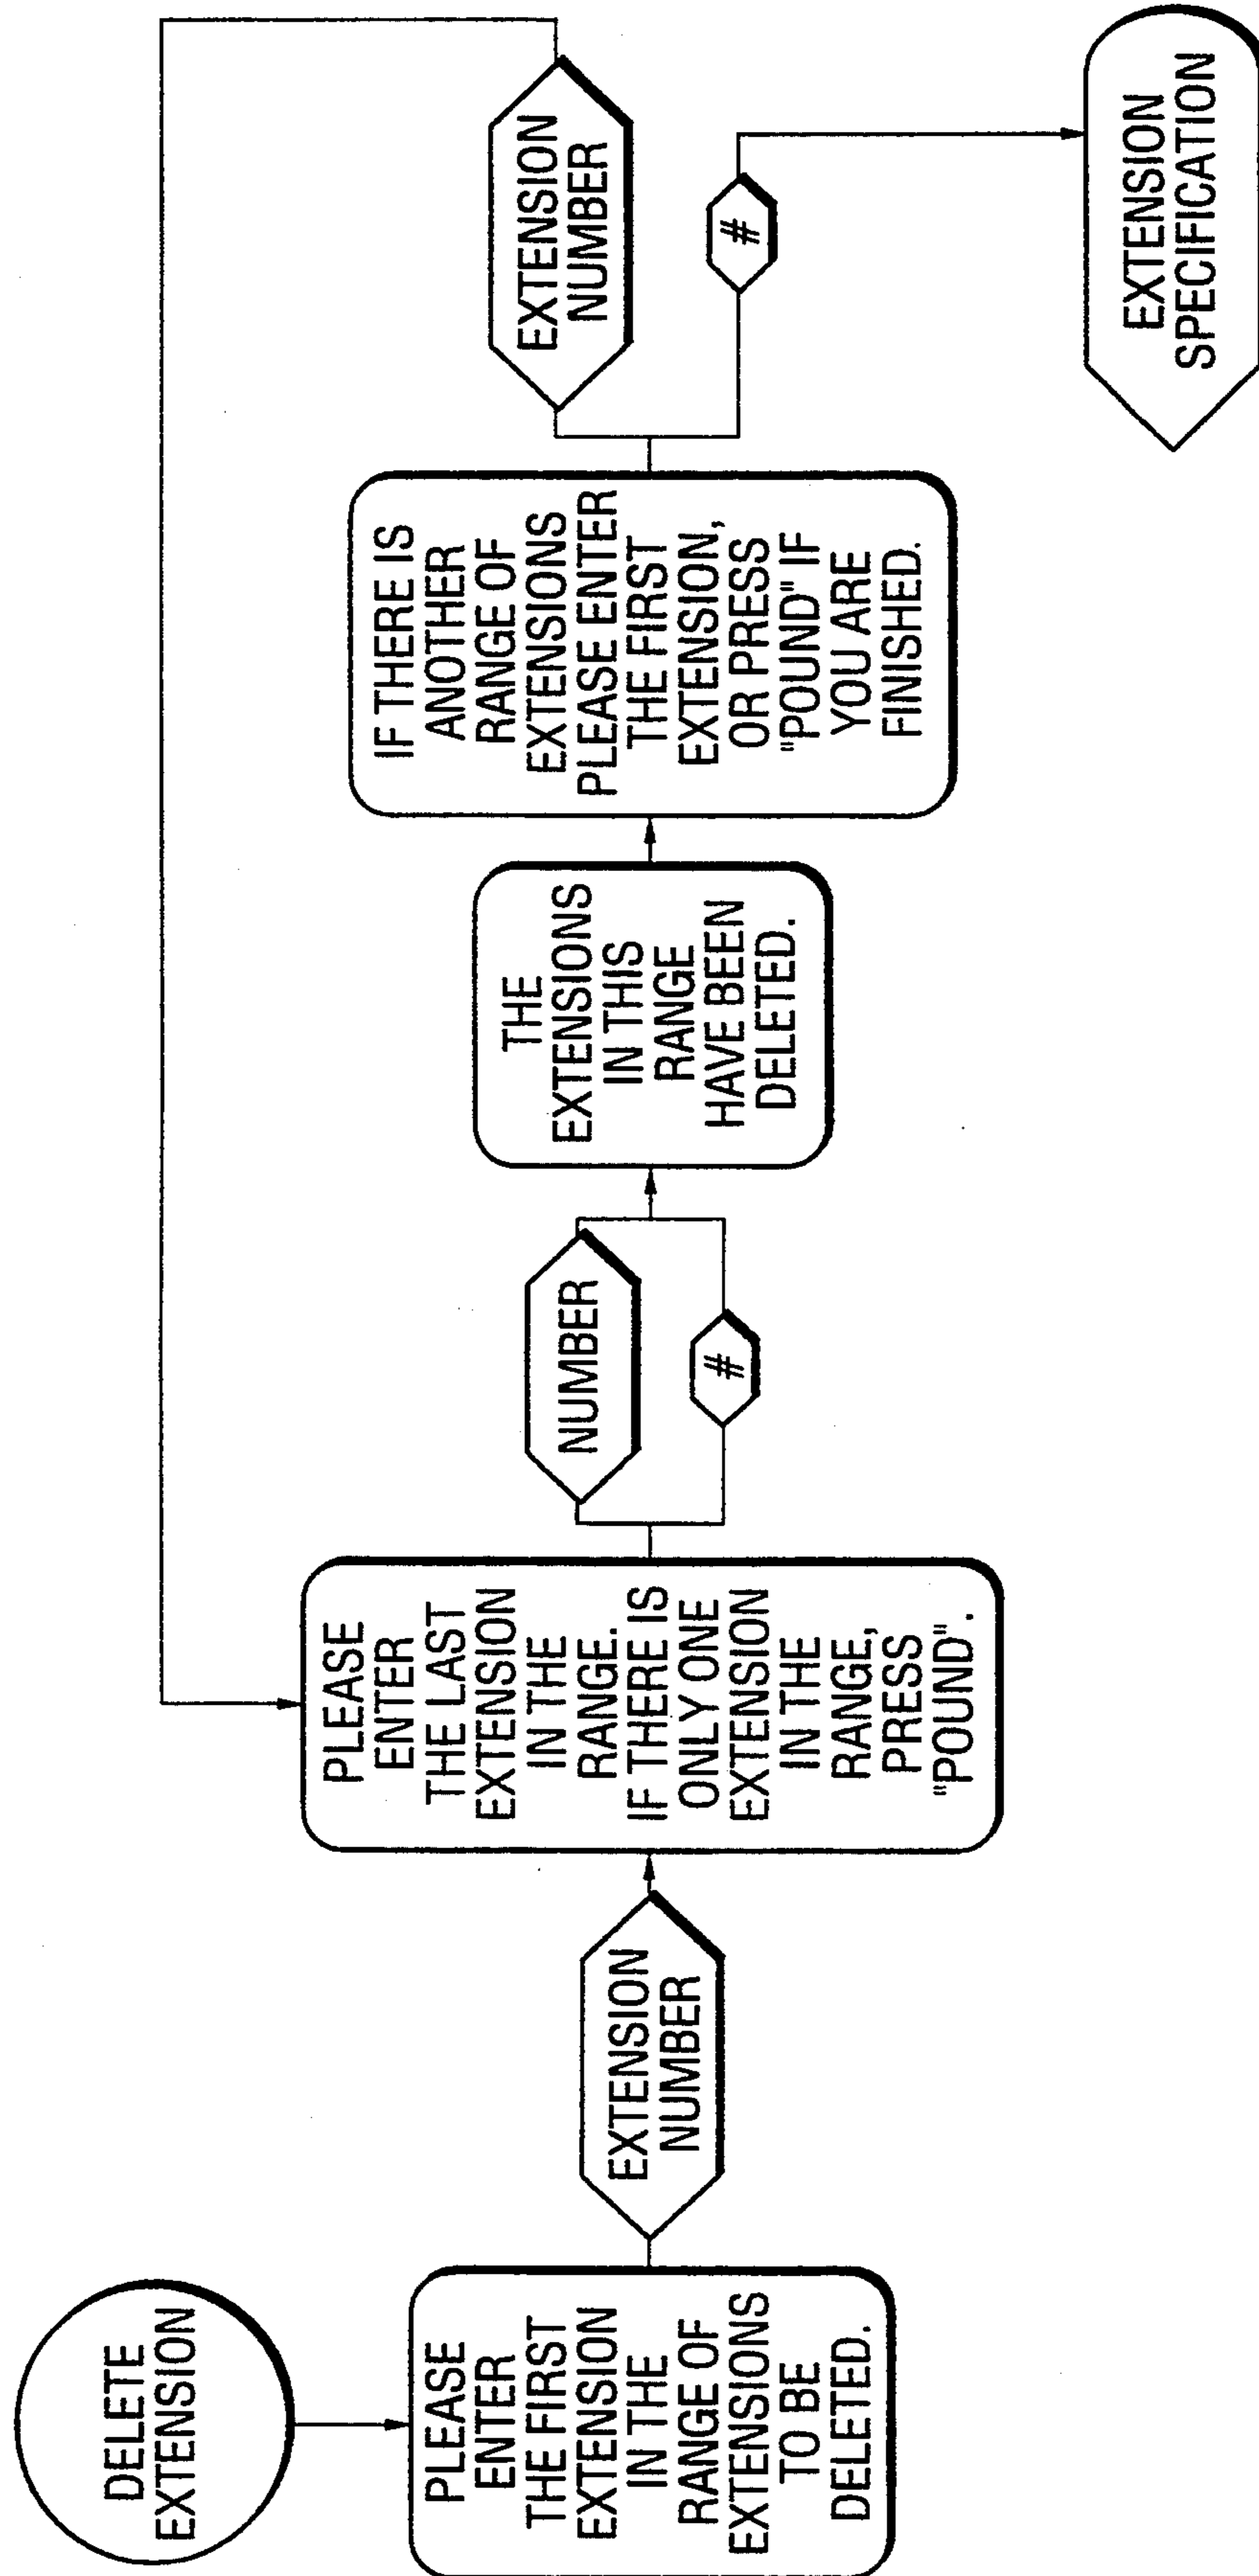 DELETE
EXTENSION
PLEASE
ENTER
THE FIRST
EXTENSION
IN THE
RANGE OF
EXTENSIONS
TO BE
DELETED.
EXTENSION
NUMBER
PLEASE
ENTER
THE LAST
EXTENSION
IN THE
RANGE.
IF THERE IS
ONLY ONE
EXTENSION
IN THE
RANGE,
PRESS
"POUND".
NUMBER
#
THE
EXTENSIONS
IN THIS
RANGE
HAVE BEEN
DELETED.
IF THERE IS
ANOTHER
RANGE OF
EXTENSIONS
PLEASE ENTER
THE FIRST
EXTENSION,
OR PRESS
"POUND" IF
YOU ARE
FINISHED.
EXTENSION
NUMBER
#
EXTENSION
SPECIFICATION